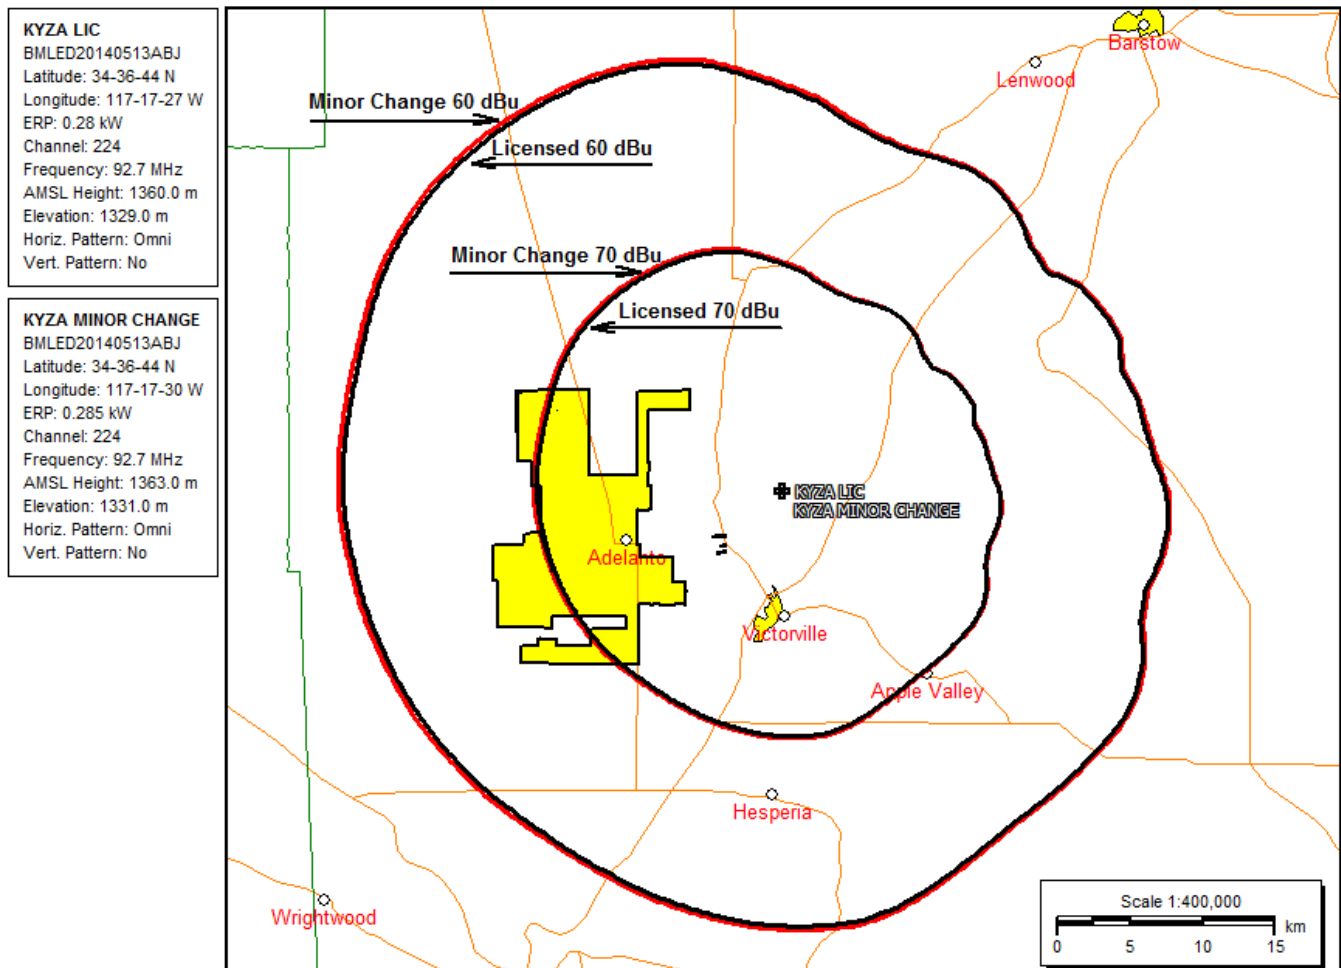 KYZA LIC
BMLED20140513ABJ
Latitude: 34-36-44 N
Longitude: 117-17-27 W
ERP: 0.28 kW
Channel: 224
Frequency: 92.7 MHz
AMSL Height: 1360.0 m
Elevation: 1329.0 m
Horiz. Pattern: Omni
Vert. Pattern: No
KYZA MINOR CHANGE
BMLED20140513ABJ
Latitude: 34-36-44 N
Longitude: 117-17-30 W
ERP: 0.285 kW
Channel: 224
Frequency: 92.7 MHz
AMSL Height: 1363.0 m
Elevation: 1331.0 m
Horiz. Pattern: Omni
Vert. Pattern: No
Barstow
Lenwood
Minor Change 60 dBu
Licensed 60 dBu
Minor Change 70 dBu
Licensed 70 dBu
KYZA LIC
KYZA MINOR CHANGE
Adelanto
Victorville
Apple Valley
Hesperia
Wrightwood
Scale 1:400,000
km
0 5 10 15